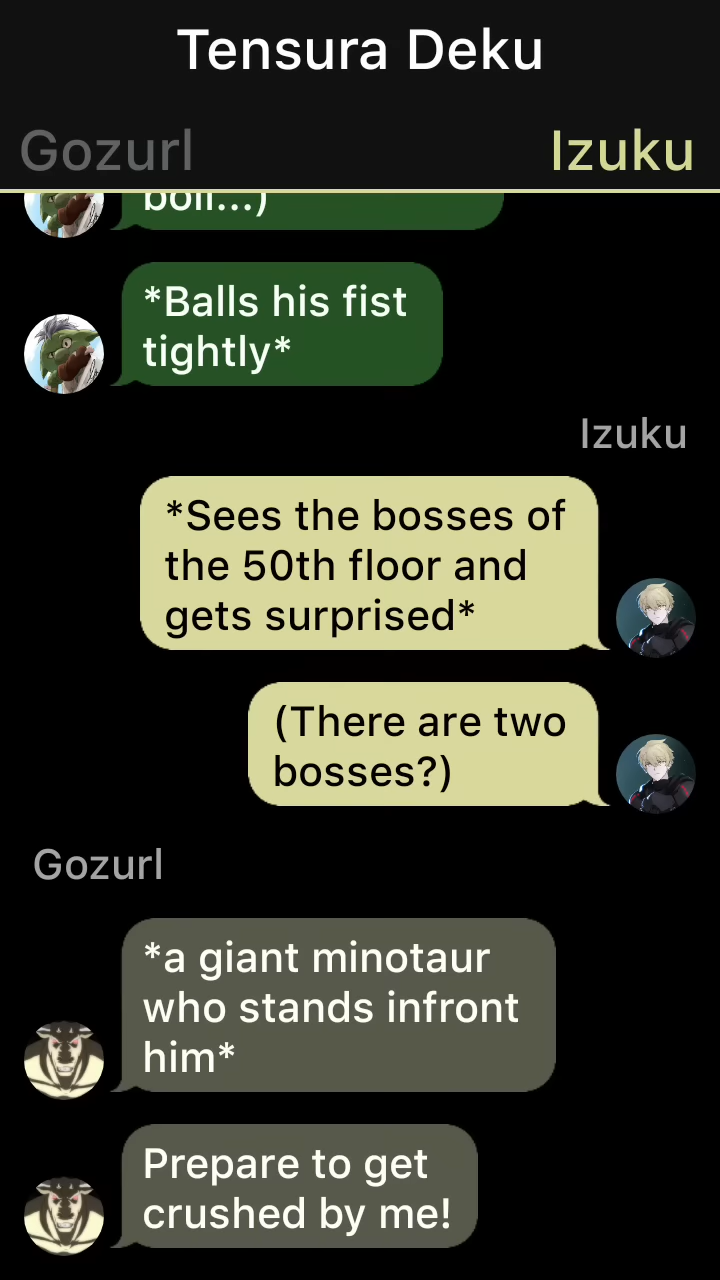 Tensura Deku
Gozurl
Izuku
boil...)
*Balls his fist
tightly*
Izuku
*Sees the bosses of
the 50th floor and
gets surprised*
(There are two
bosses?)
Gozurl
*a giant minotaur
who stands infront
him*
Prepare to get
crushed by me!